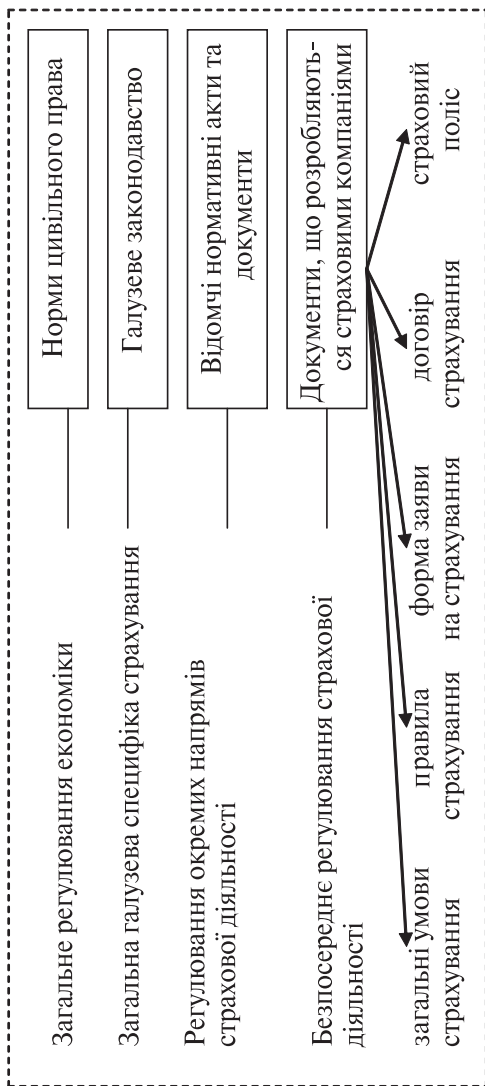 Загальне регулювання економіки
Норми цивільного права
Загальна галузева специфіка страхування
Галузеве законодавство
Регулювання окремих напрямів
страхової діяльності
Відомчі нормативні акти та
документи
Безпосереднє регулювання страхової
діяльності
Документи, що розробляють-
ся страховими компаніями
загальні умови
страхування
правила
страхування
форма заяви
на страхування
договір
страхування
страховий
поліс